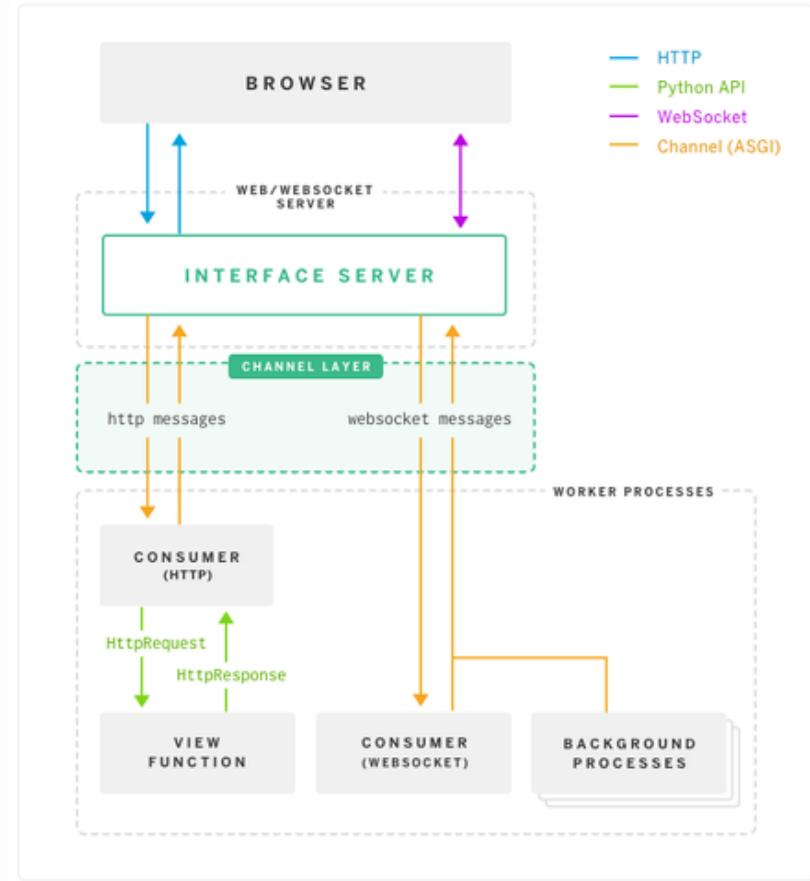 BROWSER
HTTP
Python API
WebSocket
Channel (ASGI)
WEB/WEBSOCKET
SERVER
INTERFACE SERVER
CHANNEL LAYER
http messages
websocket messages
WORKER PROCESSES
CONSUMER
(HTTP)
HttpRequest
HttpResponse
VIEW
FUNCTION
CONSUMER
(WEBSOCKET)
BACKGROUND
PROCESSES